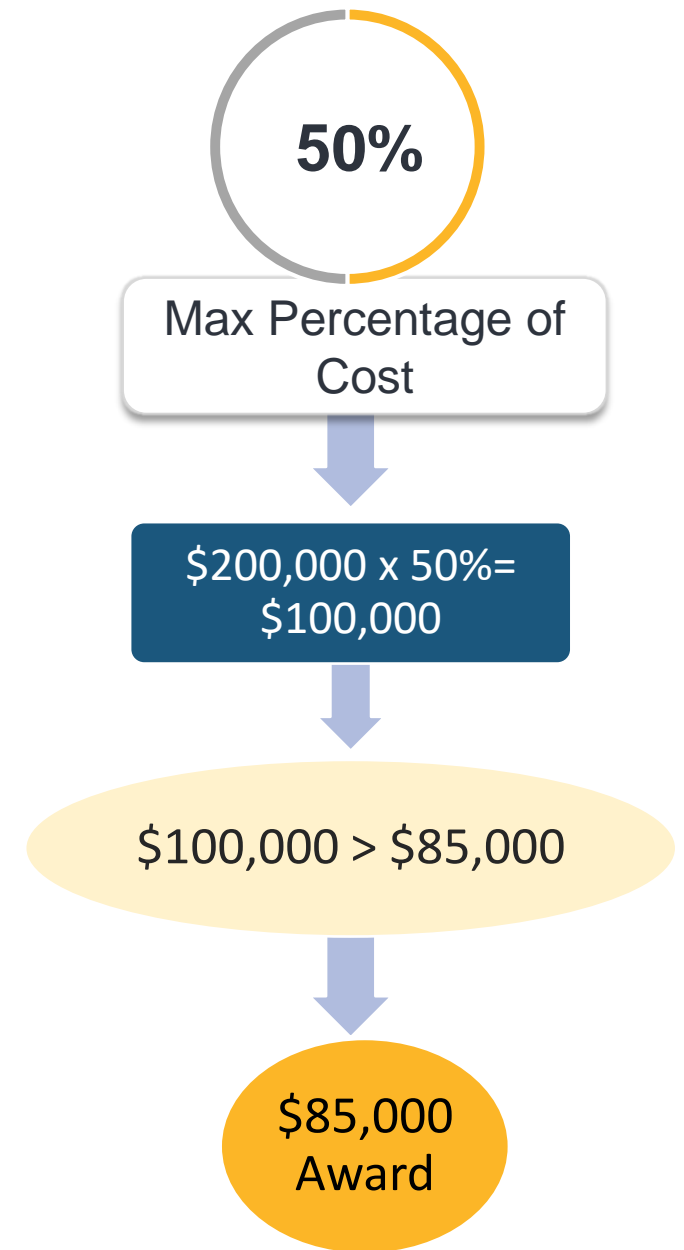 50%
Max Percentage of
Cost
$200,000 x 50%=
$100,000
$100,000 > $85,000
$85,000
Award